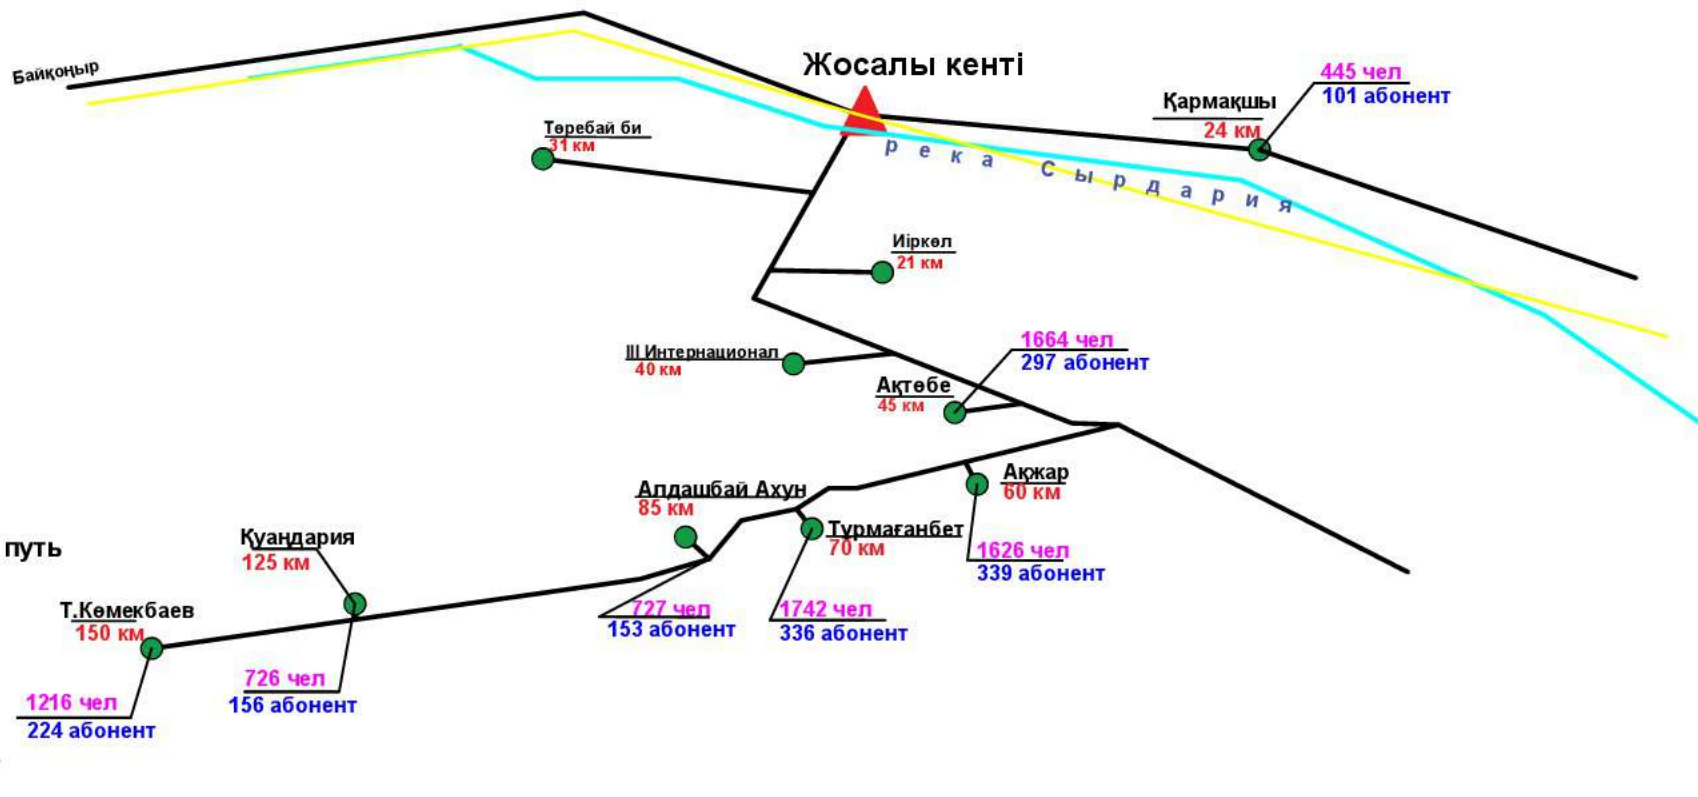 Байқоңыр
Жосалы кенті
445 чел
101 абонент
Қармақшы
24 км
Төребай би
31 км
река Сырдария
Иіркөл
21 км
III Интернационал
40 км
1664 чел
297 абонент
Ақтөбе
45 км
Ақжар
60 км
Алдашбай Ахун
85 км
Тұрмағанбет
70 км
1626 чел
339 абонент
Қуаңдария
125 км
путь
Т.Көмекбаев
150 км
727 чел
153 абонент
1742 чел
336 абонент
726 чел
156 абонент
1216 чел
224 абонент